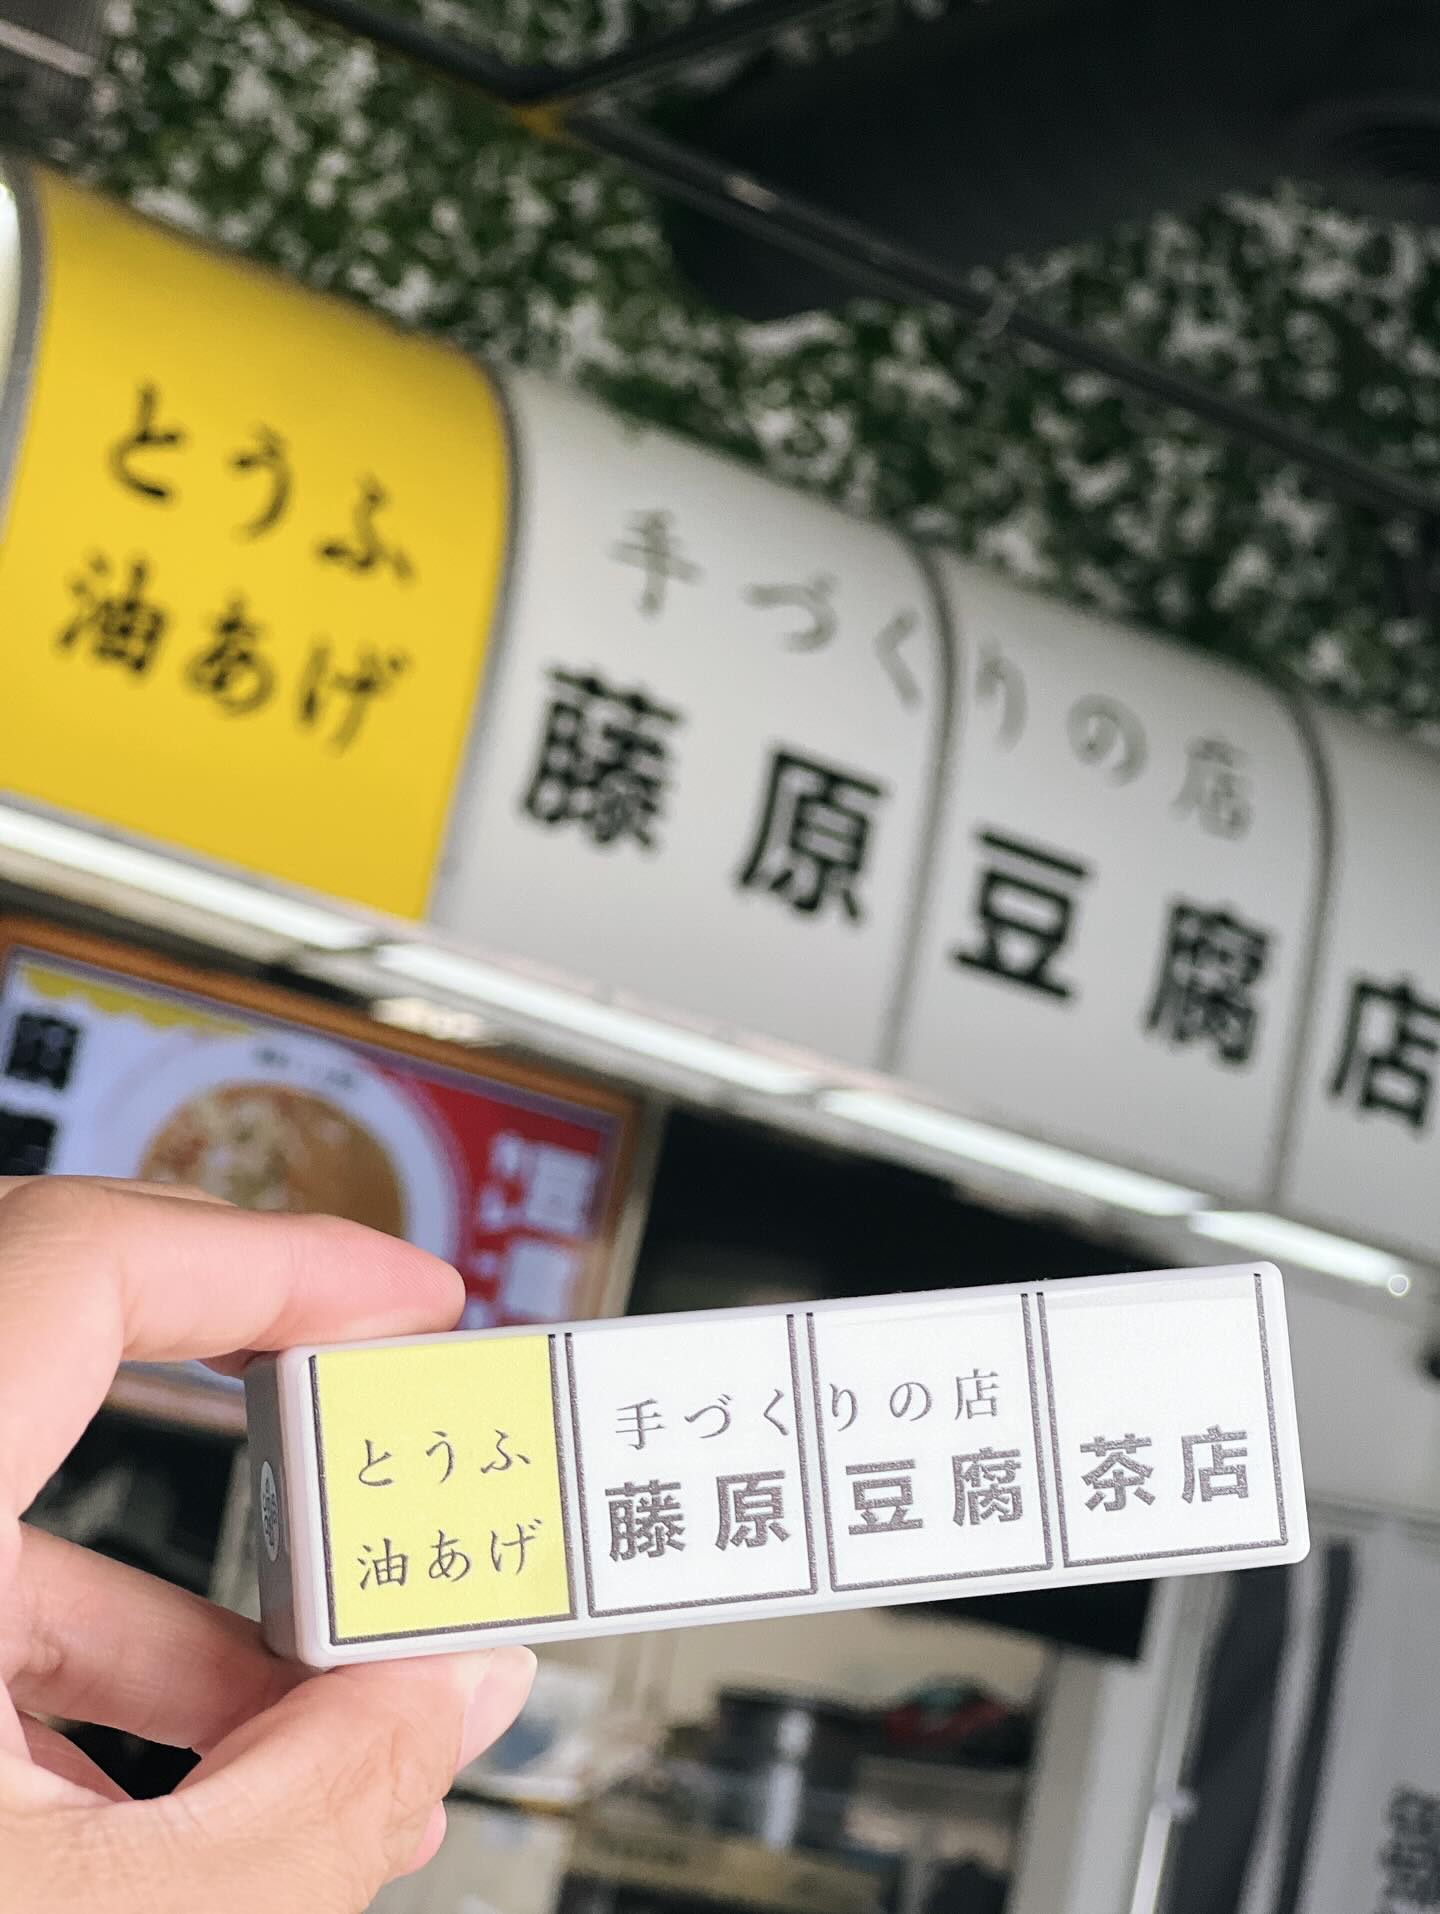 とうふ
油あげ
手づくりの店
藤原豆腐店
とうふ
油あげ
手づくりの店
藤原豆腐茶店